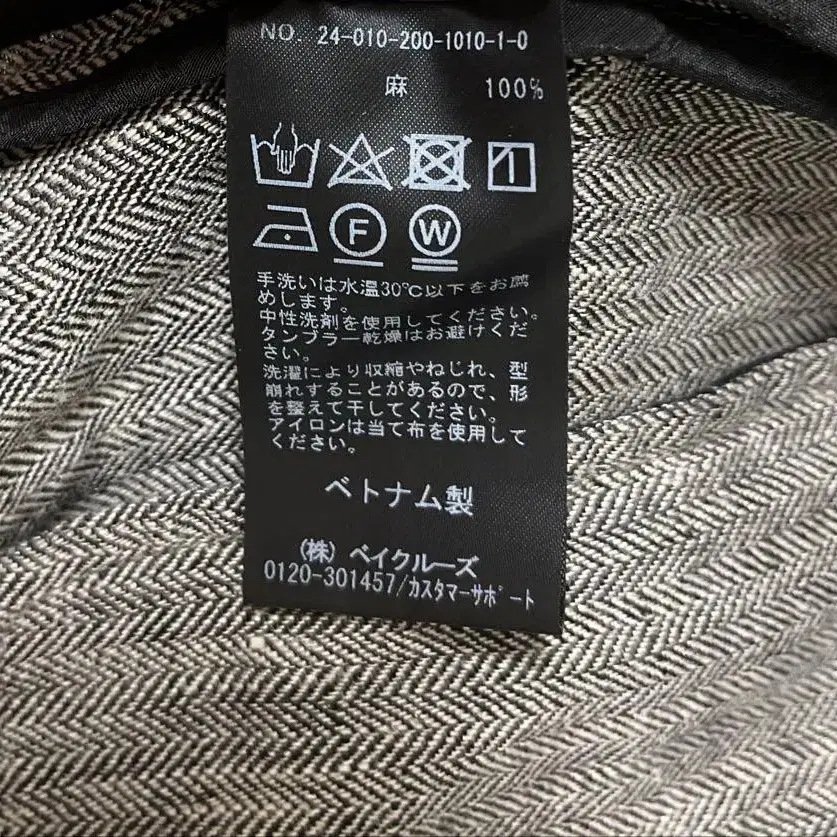 NO. 24-010-200-1010-1-0
麻 100%
F W
手洗いは水温30℃以下をお薦
めします。
中性洗剤を使用してください。
タンブラー乾燥はお避けくだ
さい。
洗濯により収縮やねじれ、型
崩れすることがあるので、形
を整えて干してください。
アイロンは当て布を使用して
ください。
ベトナム製
(株) ベイクルーズ
0120-301457/カスタマーサポート